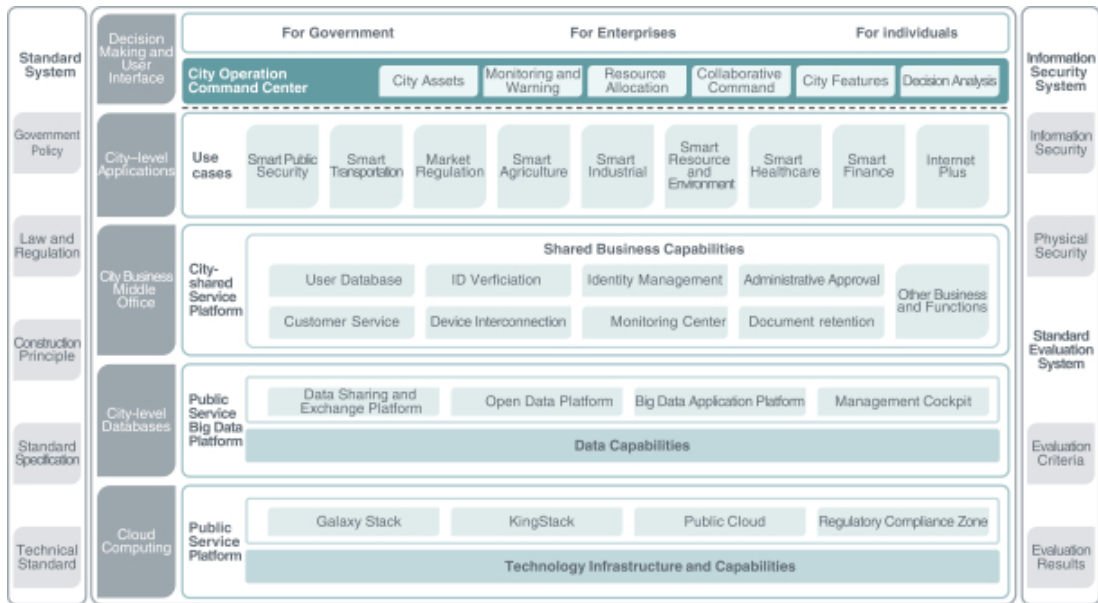 Standard
System
Government
Policy
Law and
Regulation
Construction
Principle
Standard
Specification
Technical
Standard
Decision
Making and
User
Interface
For Government
For Enterprises
For individuals
City Operation
Command Center
City Assets
Monitoring and
Warning
Resource
Allocation
Collaborative
Command
City Features
Decision Analysis
City-level
Applications
Use
cases
Smart Public
Security
Smart
Transportation
Market
Regulation
Smart
Agriculture
Smart
Industrial
Smart
Resource
and
Environment
Smart
Healthcare
Smart
Finance
Internet
Plus
City Business
Middle
Office
City-
shared
Service
Platform
Shared Business Capabilities
User Database
ID Verficiation
Identity Management
Administrative Approval
Other Business
and Functions
Customer Service
Device Interconnection
Monitoring Center
Document retention
City-level
Databases
Public
Service
Big Data
Platform
Data Sharing and
Exchange Platform
Open Data Platform
Big Data Application Platform
Management Cockpit
Data Capabilities
Cloud
Computing
Public
Service
Platform
Galaxy Stack
KingStack
Public Cloud
Regulatory Compliance Zone
Technology Infrastructure and Capabilities
Information
Security
System
Information
Security
Physical
Security
Standard
Evaluation
System
Evaluation
Criteria
Evaluation
Results